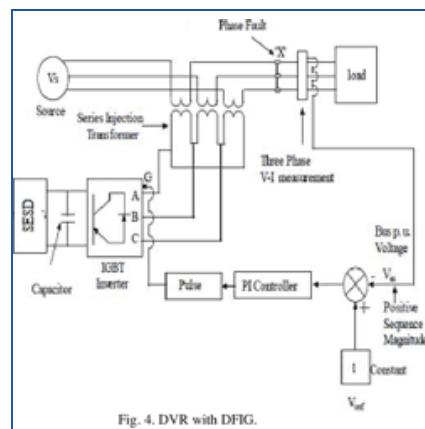 Phase Fault
'X'
Vs
Source
load
Series Injection
Transformer
Three Phase
V-I measurement
SESD
G
A
B
C
Capacitor
IGBT
Inverter
Bus p. u.
Voltage
Pulse
PI Controller
-
+
Positive
Sequence
Magnitude
1
Constant
Vref
Fig. 4. DVR with DFIG.